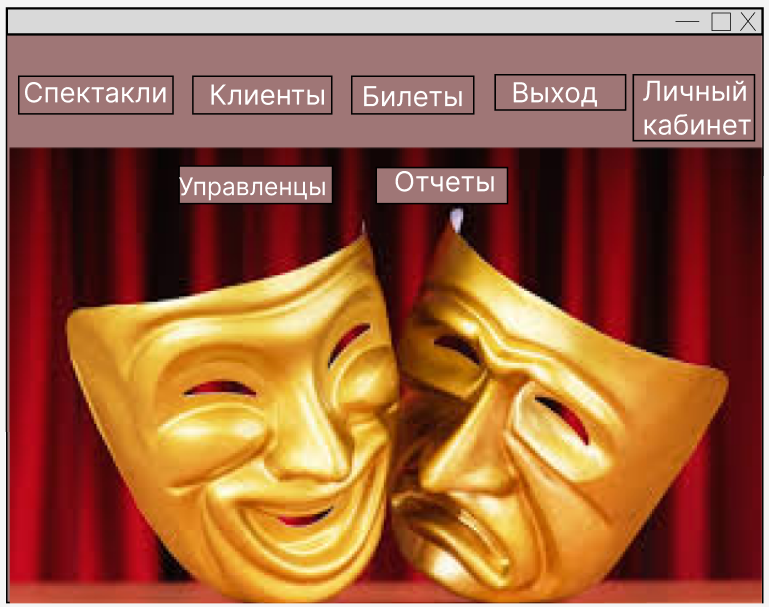 Спектакли
Клиенты
Билеты
Выход
Личный
кабинет
Управленцы
Отчеты